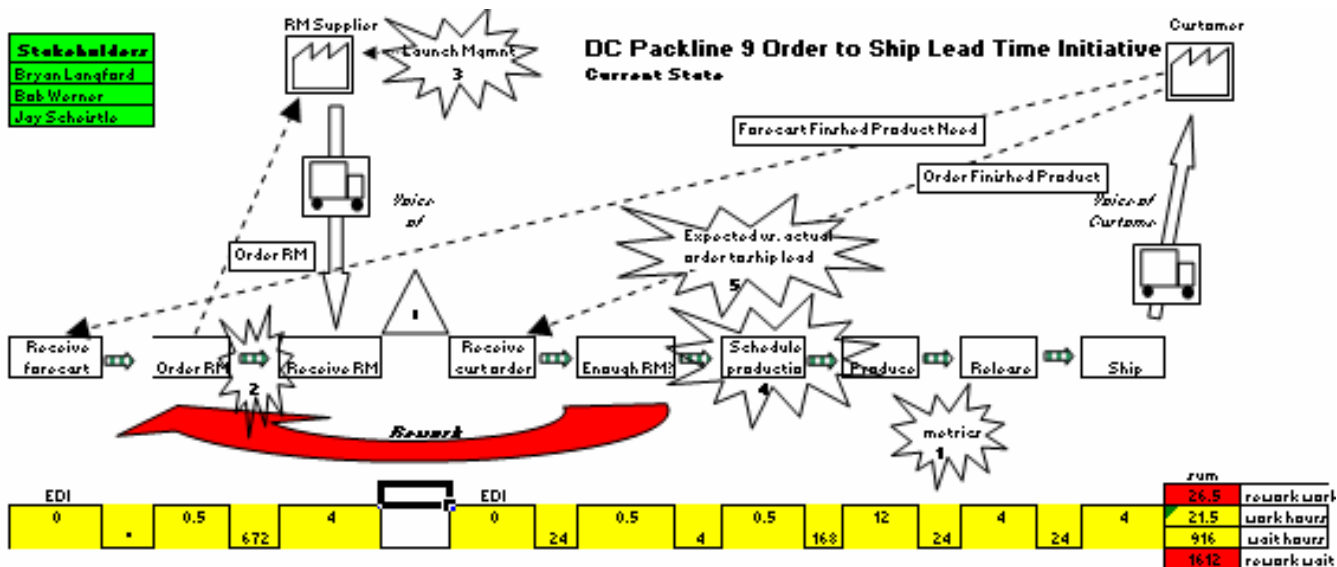 Stakeholders
Bryan Langford
Bob Werner
RM Supplier
Launch Mgmnt
3
DC Packline 9 Order to Ship Lead Time Initiative
Current State
Customer
Forecast Finshed Product Need
Order Finished Product
Voice of
Custome
Voice
of
Order RM
Expected vs. actual
order to ship lead
5
I
Receive
forecast
Order RM
2
Receive RM
Receive
cust order
Enough RM?
Schedule
productio
4
Produce
Release
Ship
Rework
metrics
1
sum
26.5 rework work
EDI
EDI
0 0.5 4 0 0.5 0.5 12 4 4 21.5 work hours
* 672 24 4 168 24 24 916 wait hours
1612 rework wait